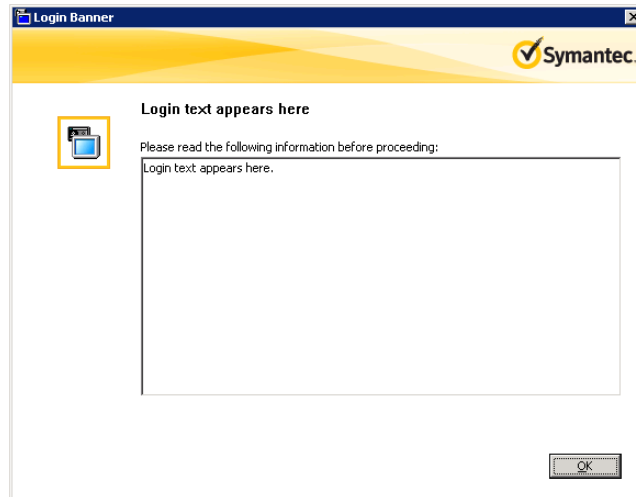 Login Banner
Symantec.
Login text appears here
Please read the following information before proceeding:
Login text appears here.
OK